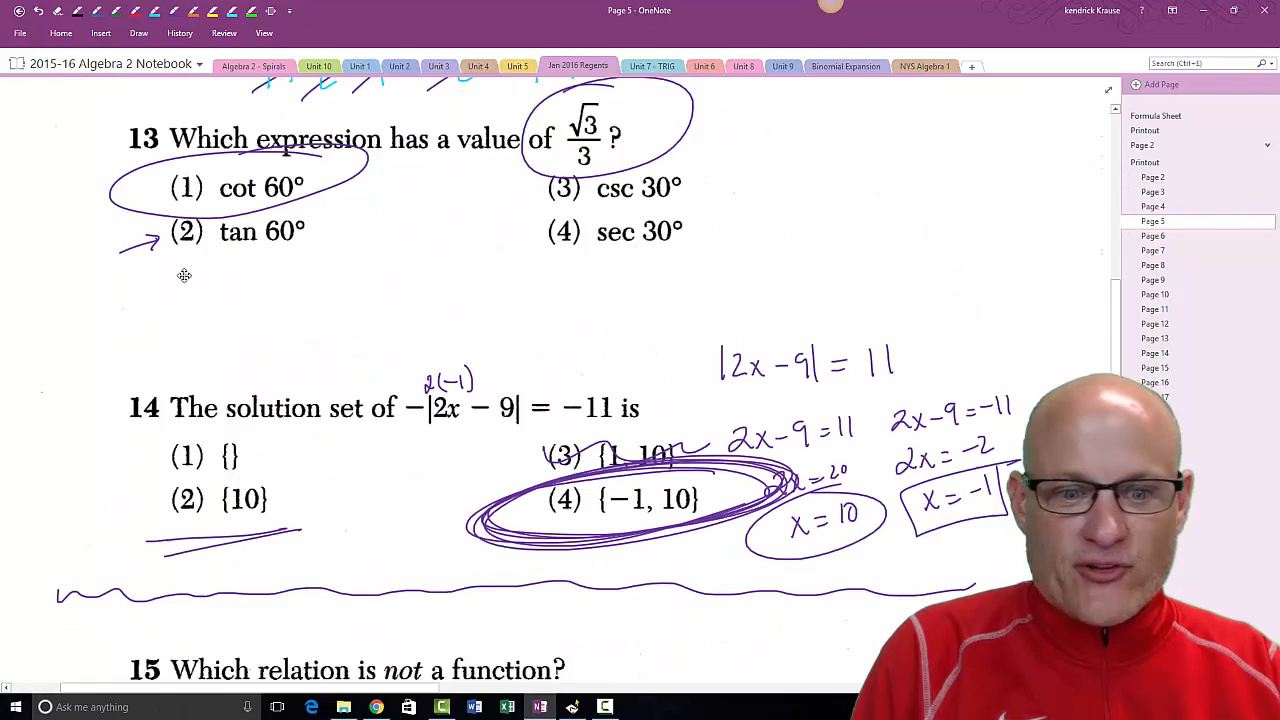 Page 5 - OneNote
kendrick Krause
File Home Insert Draw History Review View
2015-16 Algebra 2 Notebook
Algebra 2 - Spirals Unit 10 Unit 1 Unit 2 Unit 3 Unit 4 Unit 5 Jan 2016 Regents Unit 7 - TRIG Unit 6 Unit 8 Unit 9 Binomial Expansion NYS Algebra 1
Search (Ctrl+E)
Add Page
Formula Sheet
Printout
Page 2
Printout
Page 2
Page 3
Page 4
Page 5
Page 6
Page 7
Page 8
Page 9
Page 10
Page 11
Page 12
Page 13
Page 14
Page 15
Page 16
17
13 Which expression has a value of √3/3 ?
(1) cot 60° (3) csc 30°
(2) tan 60° (4) sec 30°
|2x - 9| = 11
2(-1)
14 The solution set of −|2x − 9| = −11 is
2x-9=11 2x-9=-11
(1) {} (3) {1, 10}
2x=20 2x=-2
(2) {10} (4) {−1, 10}
x=10 x=-1
15 Which relation is not a function?
Ask me anything